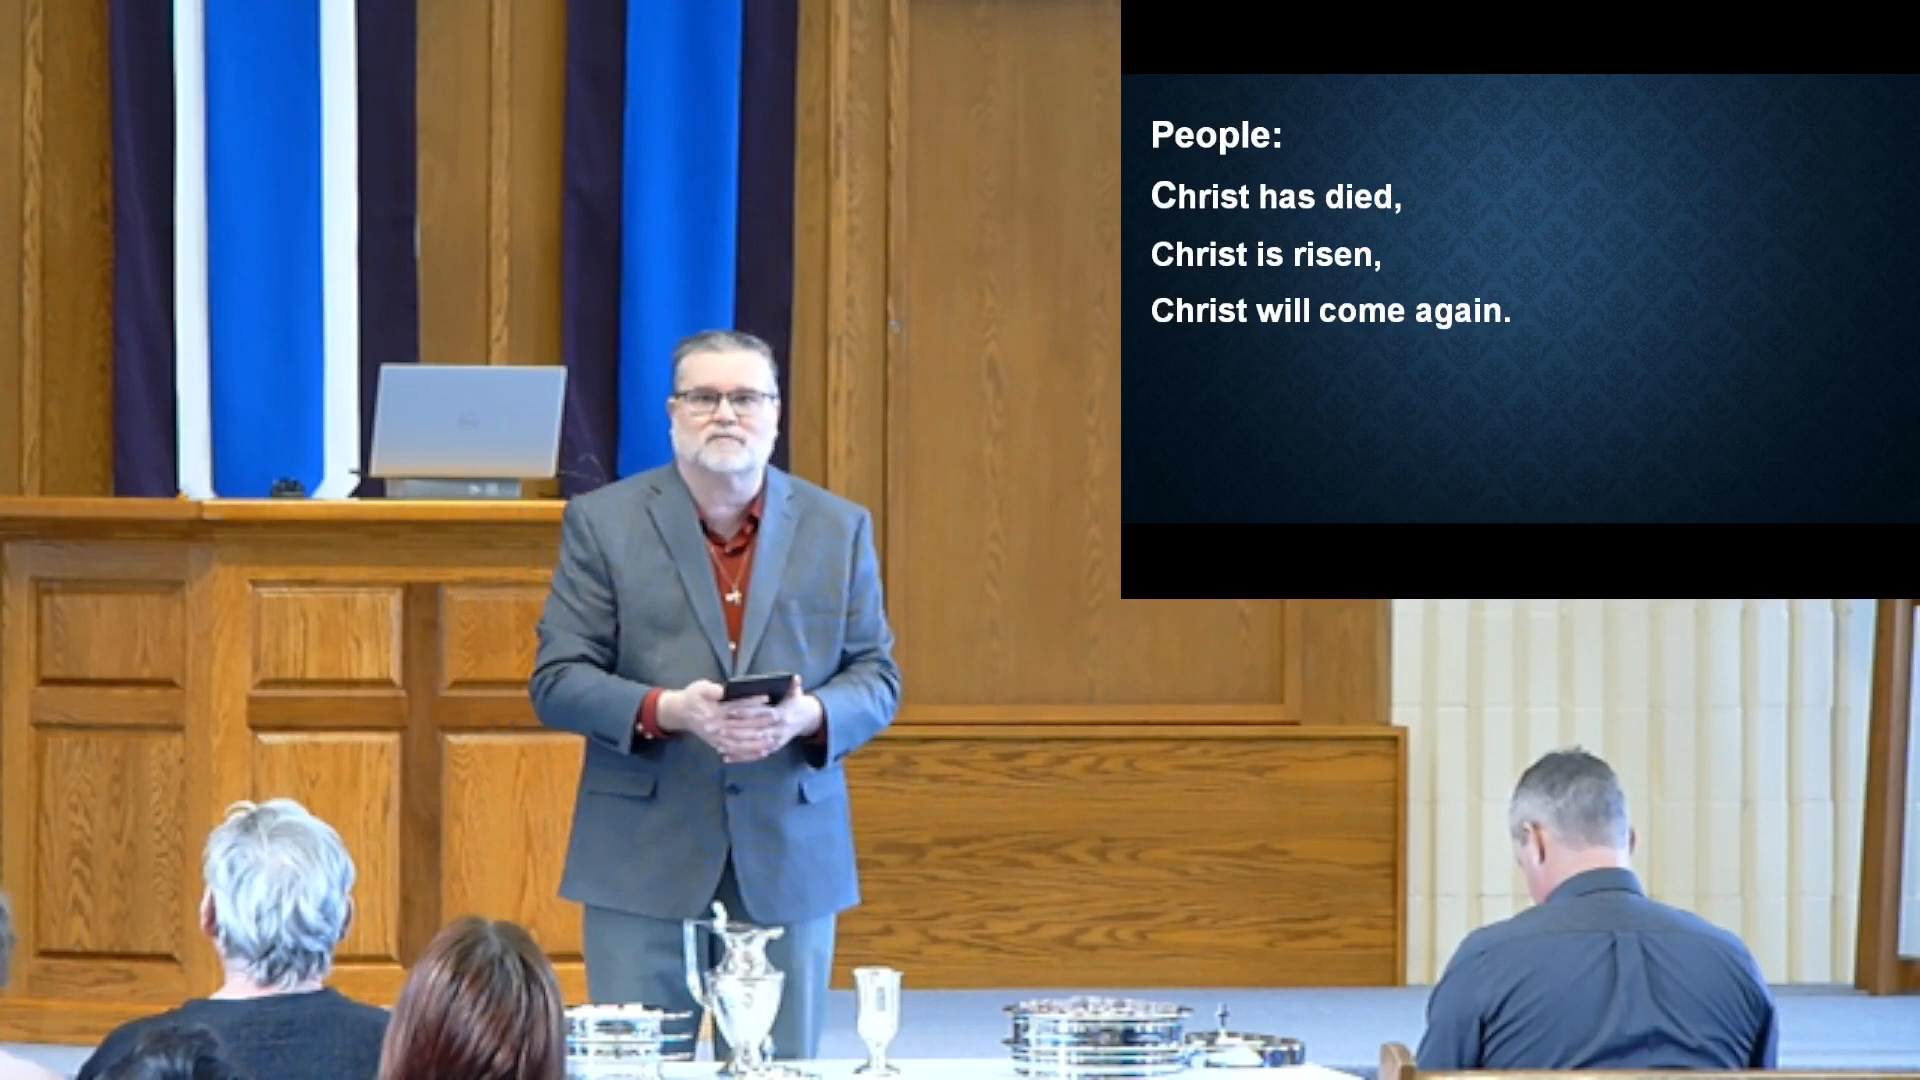 People:
Christ has died,
Christ is risen,
Christ will come again.